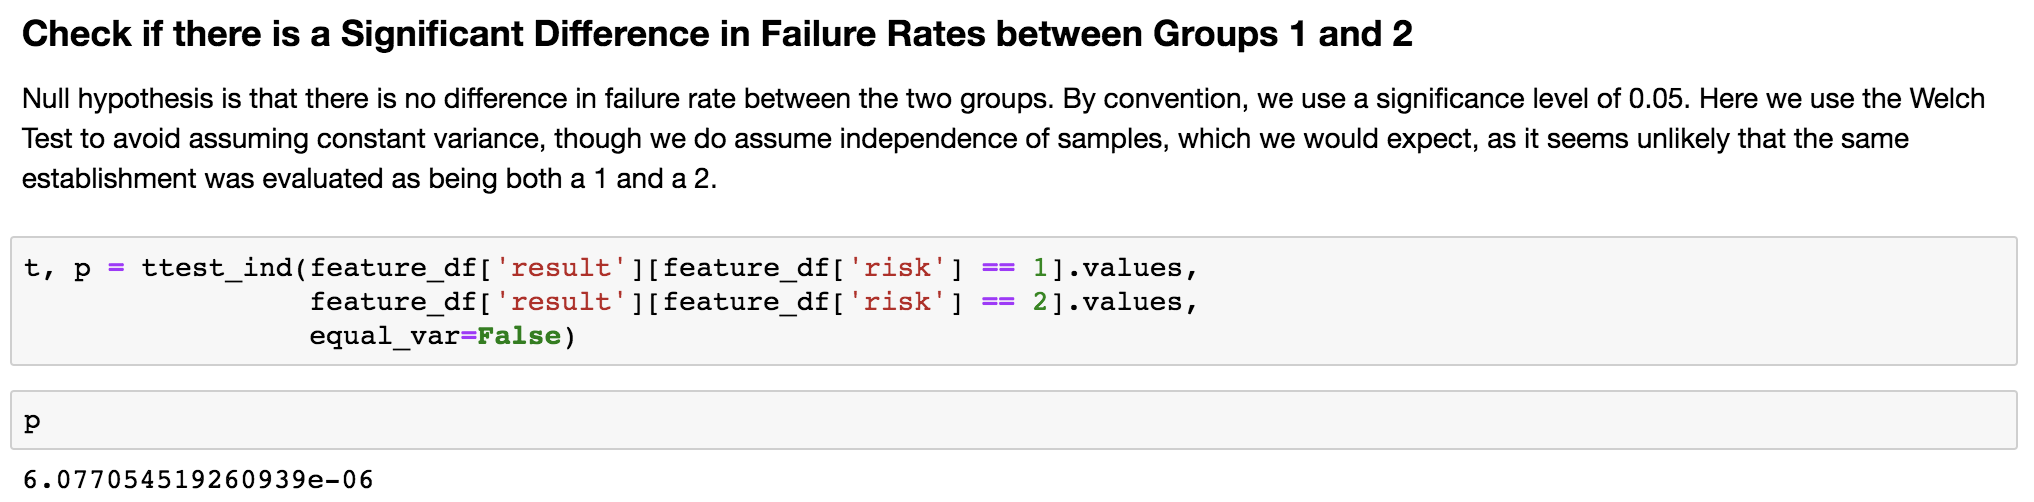 Check if there is a Significant Difference in Failure Rates between Groups 1 and 2
Null hypothesis is that there is no difference in failure rate between the two groups. By convention, we use a significance level of 0.05. Here we use the Welch
Test to avoid assuming constant variance, though we do assume independence of samples, which we would expect, as it seems unlikely that the same
establishment was evaluated as being both a 1 and a 2.
t, p = ttest_ind(feature_df['result'][feature_df['risk'] == 1].values,
                 feature_df['result'][feature_df['risk'] == 2].values,
                 equal_var=False)
p
6.077054519260939e-06